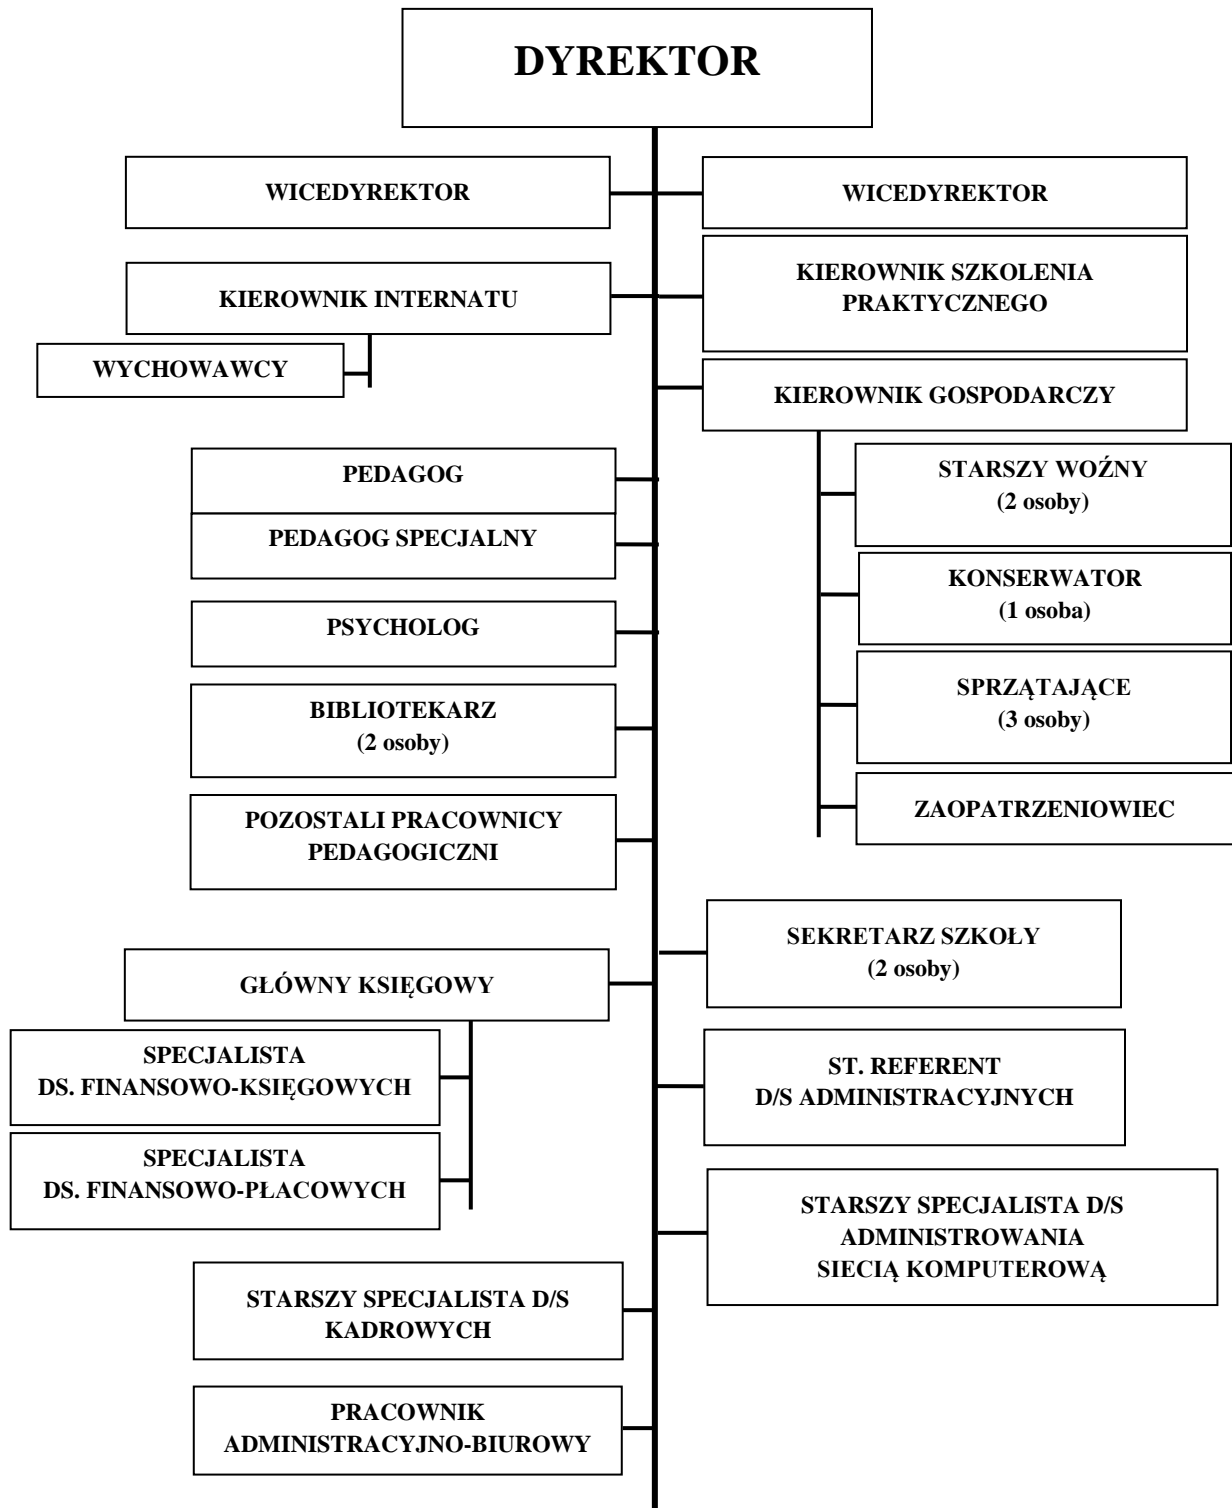 DYREKTOR
WICEDYREKTOR
WICEDYREKTOR
KIEROWNIK INTERNATU
KIEROWNIK SZKOLENIA
PRAKTYCZNEGO
WYCHOWAWCY
KIEROWNIK GOSPODARCZY
PEDAGOG
STARSZY WOŹNY
(2 osoby)
PEDAGOG SPECJALNY
KONSERWATOR
(1 osoba)
PSYCHOLOG
SPRZĄTAJĄCE
(3 osoby)
BIBLIOTEKARZ
(2 osoby)
ZAOPATRZENIOWIEC
POZOSTALI PRACOWNICY
PEDAGOGICZNI
SEKRETARZ SZKOŁY
(2 osoby)
GŁÓWNY KSIĘGOWY
SPECJALISTA
DS. FINANSOWO-KSIĘGOWYCH
ST. REFERENT
D/S ADMINISTRACYJNYCH
SPECJALISTA
DS. FINANSOWO-PŁACOWYCH
STARSZY SPECJALISTA D/S
ADMINISTROWANIA
SIECIĄ KOMPUTEROWĄ
STARSZY SPECJALISTA D/S
KADROWYCH
PRACOWNIK
ADMINISTRACYJNO-BIUROWY